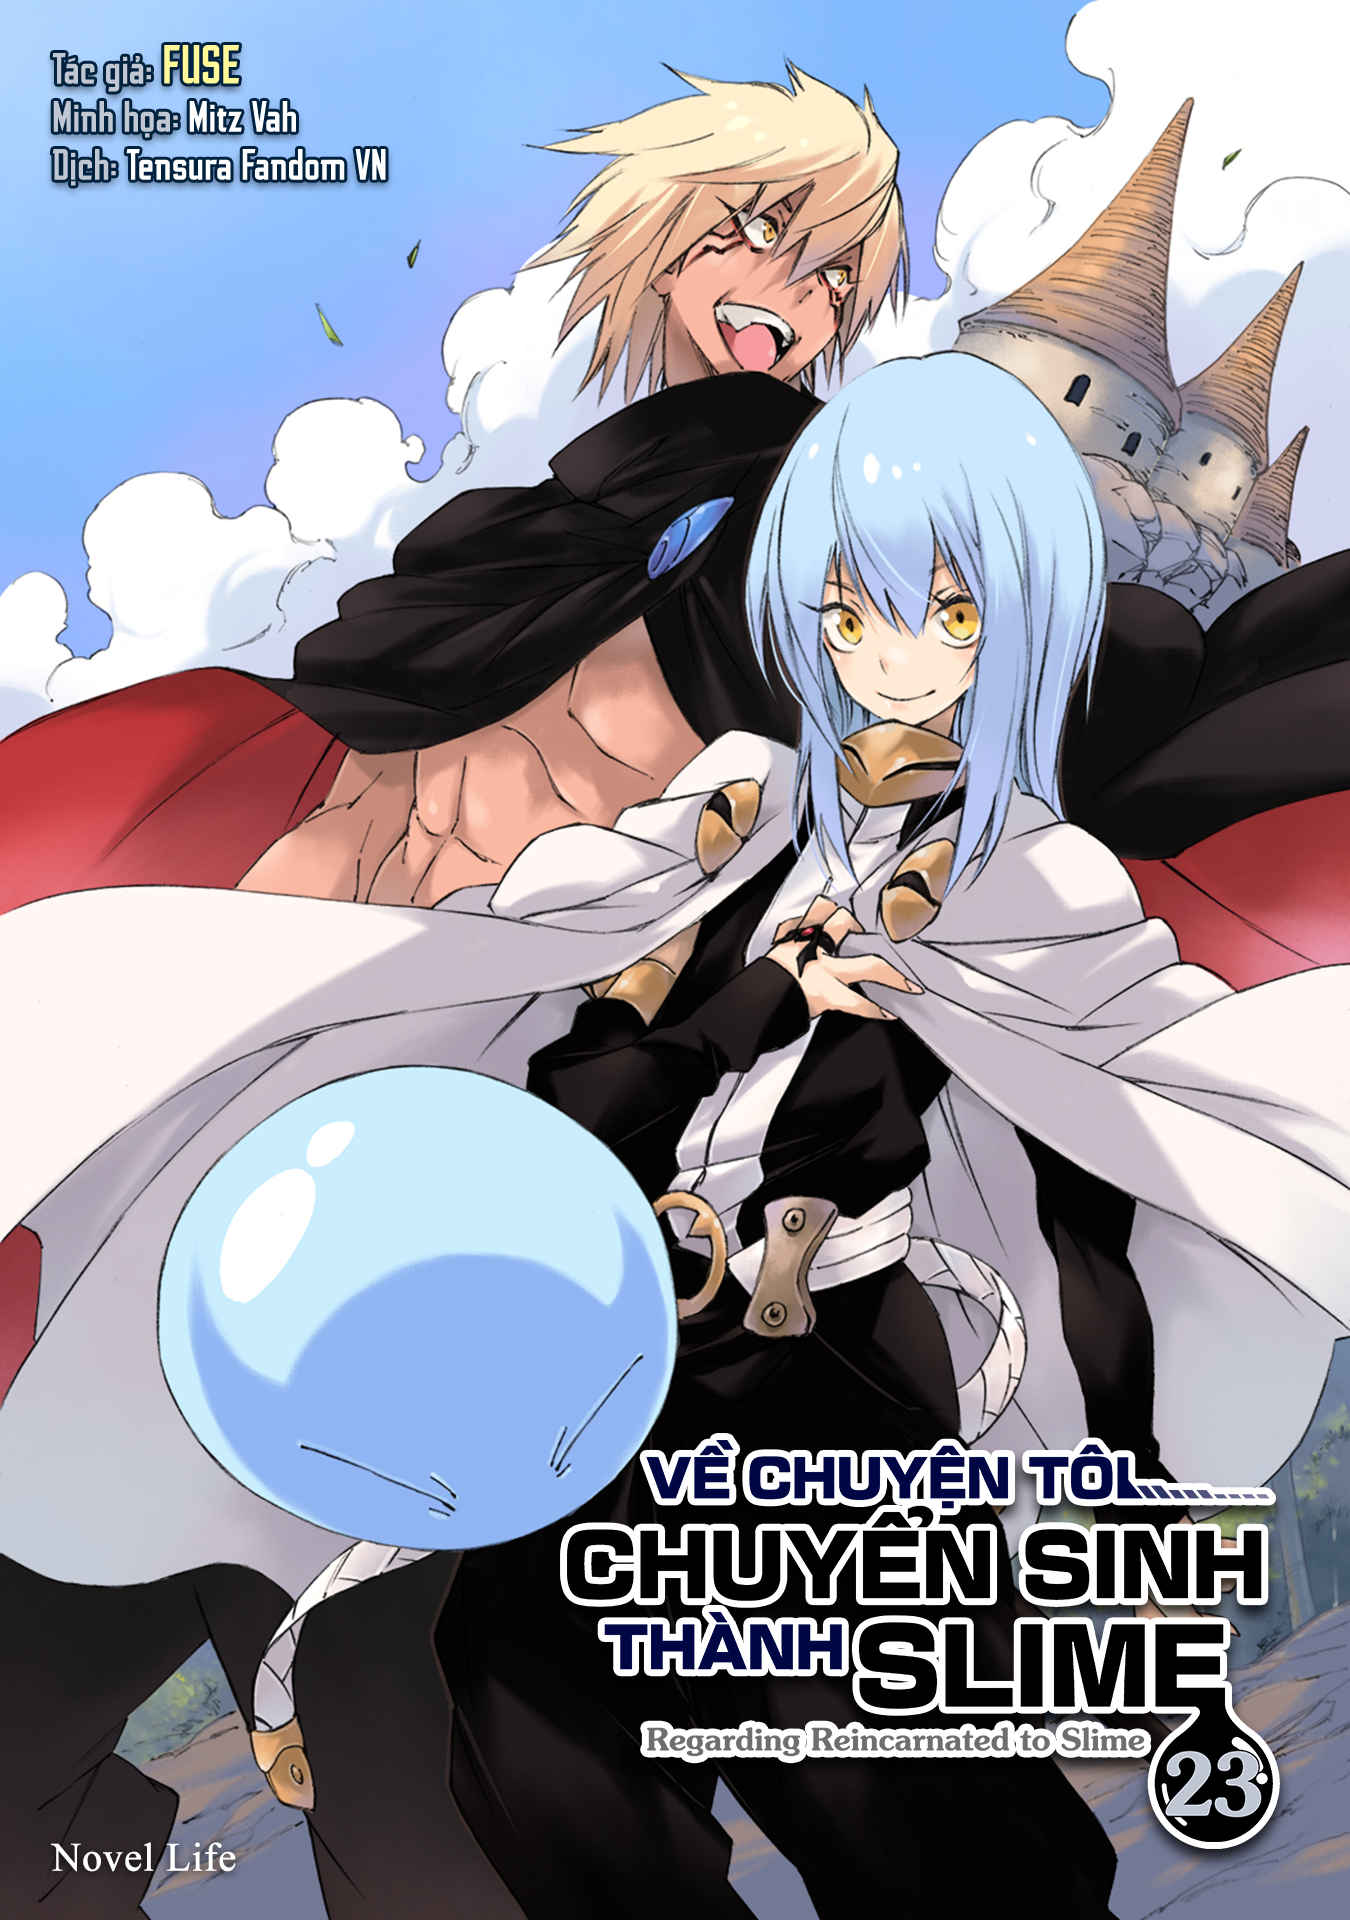 Tác giả: FUSE
Minh họa: Mitz Vah
Dịch: Tensura Fandom VN
VỀ CHUYỆN TÔI
CHUYỂN SINH
THÀNH SLIME
Regarding Reincarnated to Slime
23
Novel Life